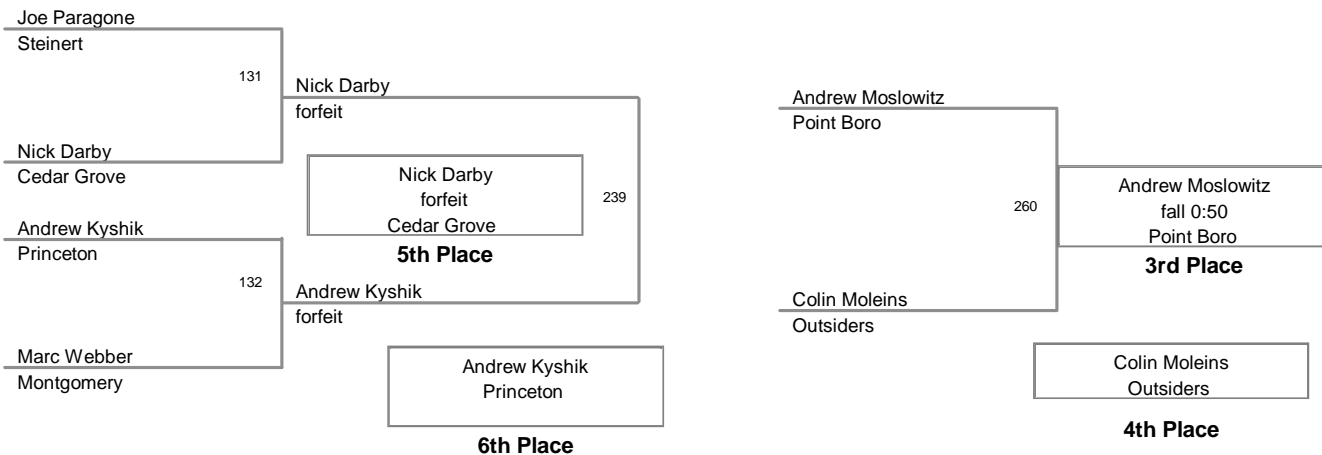 Joe Paragone
Steinert
131
Nick Darby
forfeit
Nick Darby
Cedar Grove
Nick Darby
forfeit
Cedar Grove
5th Place
239
Andrew Kyshik
Princeton
132
Andrew Kyshik
forfeit
Marc Webber
Montgomery
Andrew Kyshik
Princeton
6th Place
Andrew Moslowitz
Point Boro
260
Andrew Moslowitz
fall 0:50
Point Boro
3rd Place
Colin Moleins
Outsiders
Colin Moleins
Outsiders
4th Place